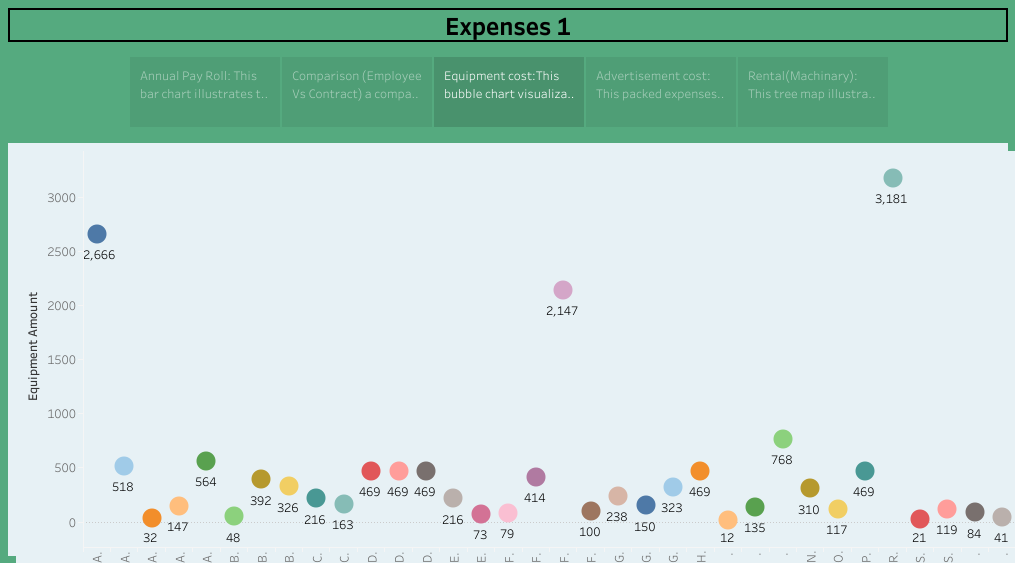 Expenses 1
Annual Pay Roll: This
bar chart illustrates t..
Comparison (Employee
Vs Contract) a compa..
Equipment cost:This
bubble chart visualiza..
Advertisement cost:
This packed expenses..
Rental(Machinery):
This tree map illustra..
Equipment Amount
3000
2500
2000
1500
1000
500
0
2,666
518
32
147
564
48
392
326
216
163
469
469
469
216
73
79
414
2,147
100
238
150
323
469
12
135
768
310
117
469
3,181
21
119
84
41
A.
A.
A.
A.
A.
B.
B.
B.
C.
C.
D.
D.
D.
E.
E.
F.
F.
F.
F.
G.
G.
G.
H.
N.
O.
P.
R.
S.
S.